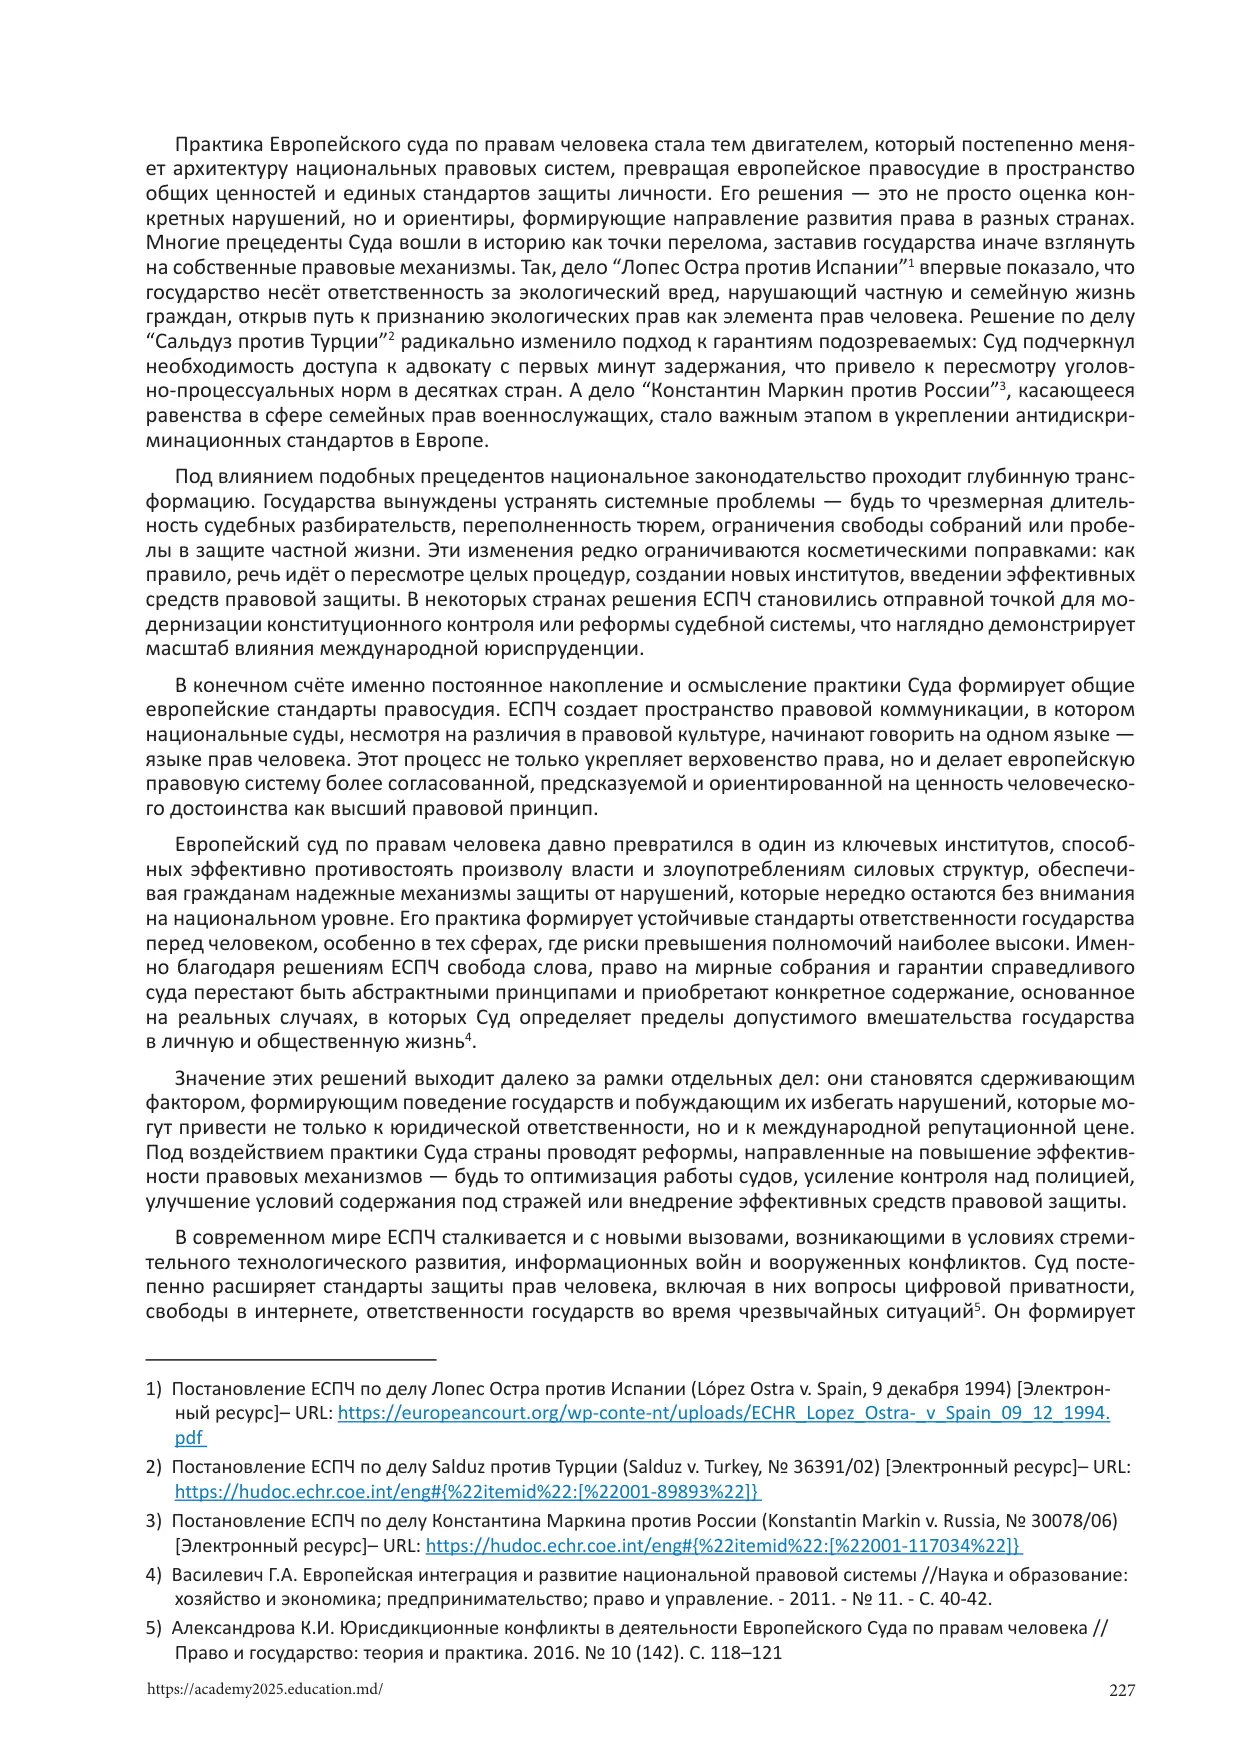 Практика Европейского суда по правам человека стала тем двигателем, который постепенно меня-
ет архитектуру национальных правовых систем, превращая европейское правосудие в пространство
общих ценностей и единых стандартов защиты личности. Его решения — это не просто оценка кон-
кретных нарушений, но и ориентиры, формирующие направление развития права в разных странах.
Многие прецеденты Суда вошли в историю как точки перелома, заставив государства иначе взглянуть
на собственные правовые механизмы. Так, дело “Лопес Остра против Испании”¹ впервые показало, что
государство несёт ответственность за экологический вред, нарушающий частную и семейную жизнь
граждан, открыв путь к признанию экологических прав как элемента прав человека. Решение по делу
“Сальдуз против Турции”² радикально изменило подход к гарантиям подозреваемых: Суд подчеркнул
необходимость доступа к адвокату с первых минут задержания, что привело к пересмотру уголов-
но-процессуальных норм в десятках стран. А дело “Константин Маркин против России”³, касающееся
равенства в сфере семейных прав военнослужащих, стало важным этапом в укреплении антидискри-
минационных стандартов в Европе.
Под влиянием подобных прецедентов национальное законодательство проходит глубинную транс-
формацию. Государства вынуждены устранять системные проблемы — будь то чрезмерная длитель-
ность судебных разбирательств, переполненность тюрем, ограничения свободы собраний или пробе-
лы в защите частной жизни. Эти изменения редко ограничиваются косметическими поправками: как
правило, речь идёт о пересмотре целых процедур, создании новых институтов, введении эффективных
средств правовой защиты. В некоторых странах решения ЕСПЧ становились отправной точкой для мо-
дернизации конституционного контроля или реформы судебной системы, что наглядно демонстрирует
масштаб влияния международной юриспруденции.
В конечном счёте именно постоянное накопление и осмысление практики Суда формирует общие
европейские стандарты правосудия. ЕСПЧ создает пространство правовой коммуникации, в котором
национальные суды, несмотря на различия в правовой культуре, начинают говорить на одном языке —
языке прав человека. Этот процесс не только укрепляет верховенство права, но и делает европейскую
правовую систему более согласованной, предсказуемой и ориентированной на ценность человеческо-
го достоинства как высший правовой принцип.
Европейский суд по правам человека давно превратился в один из ключевых институтов, способ-
ных эффективно противостоять произволу власти и злоупотреблениям силовых структур, обеспечи-
вая гражданам надежные механизмы защиты от нарушений, которые нередко остаются без внимания
на национальном уровне. Его практика формирует устойчивые стандарты ответственности государства
перед человеком, особенно в тех сферах, где риски превышения полномочий наиболее высоки. Имен-
но благодаря решениям ЕСПЧ свобода слова, право на мирные собрания и гарантии справедливого
суда перестают быть абстрактными принципами и приобретают конкретное содержание, основанное
на реальных случаях, в которых Суд определяет пределы допустимого вмешательства государства
в личную и общественную жизнь⁴.
Значение этих решений выходит далеко за рамки отдельных дел: они становятся сдерживающим
фактором, формирующим поведение государств и побуждающим их избегать нарушений, которые мо-
гут привести не только к юридической ответственности, но и к международной репутационной цене.
Под воздействием практики Суда страны проводят реформы, направленные на повышение эффектив-
ности правовых механизмов — будь то оптимизация работы судов, усиление контроля над полицией,
улучшение условий содержания под стражей или внедрение эффективных средств правовой защиты.
В современном мире ЕСПЧ сталкивается и с новыми вызовами, возникающими в условиях стреми-
тельного технологического развития, информационных войн и вооруженных конфликтов. Суд посте-
пенно расширяет стандарты защиты прав человека, включая в них вопросы цифровой приватности,
свободы в интернете, ответственности государств во время чрезвычайных ситуаций⁵. Он формирует
1) Постановление ЕСПЧ по делу Лопес Остра против Испании (López Ostra v. Spain, 9 декабря 1994) [Электрон-
ный ресурс]– URL: https://europeancourt.org/wp-conte-nt/uploads/ECHR_Lopez_Ostra-_v_Spain_09_12_1994.
pdf
2) Постановление ЕСПЧ по делу Salduz против Турции (Salduz v. Turkey, № 36391/02) [Электронный ресурс]– URL:
https://hudoc.echr.coe.int/eng#{%22itemid%22:[%22001-89893%22]}
3) Постановление ЕСПЧ по делу Константина Маркина против России (Konstantin Markin v. Russia, № 30078/06)
[Электронный ресурс]– URL: https://hudoc.echr.coe.int/eng#{%22itemid%22:[%22001-117034%22]}
4) Василевич Г.А. Европейская интеграция и развитие национальной правовой системы //Наука и образование:
хозяйство и экономика; предпринимательство; право и управление. - 2011. - № 11. - С. 40-42.
5) Александрова К.И. Юрисдикционные конфликты в деятельности Европейского Суда по правам человека //
Право и государство: теория и практика. 2016. № 10 (142). С. 118–121
https://academy2025.education.md/
227